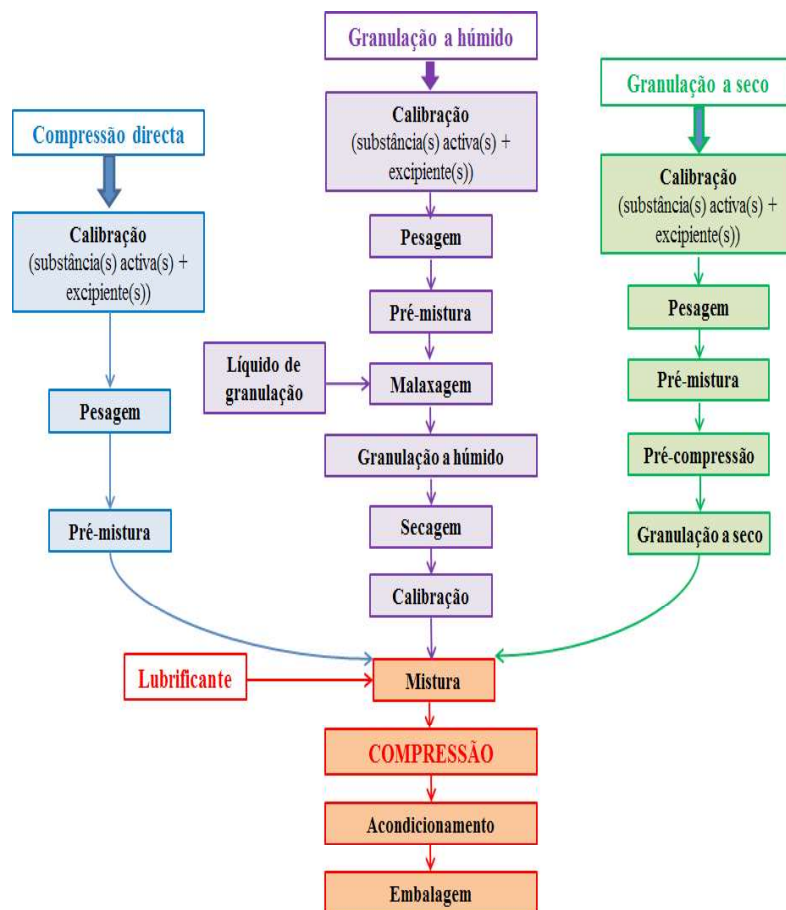 Compressão directa
Calibração
(substância(s) activa(s) +
excipiente(s))
Pesagem
Pré-mistura
Granulação a húmido
Calibração
(substância(s) activa(s) +
excipiente(s))
Pesagem
Pré-mistura
Líquido de
granulação
Malaxagem
Granulação a húmido
Secagem
Calibração
Granulação a seco
Calibração
(substância(s) activa(s) +
excipiente(s))
Pesagem
Pré-mistura
Pré-compressão
Granulação a seco
Lubrificante
Mistura
COMPRESSÃO
Acondicionamento
Embalagem